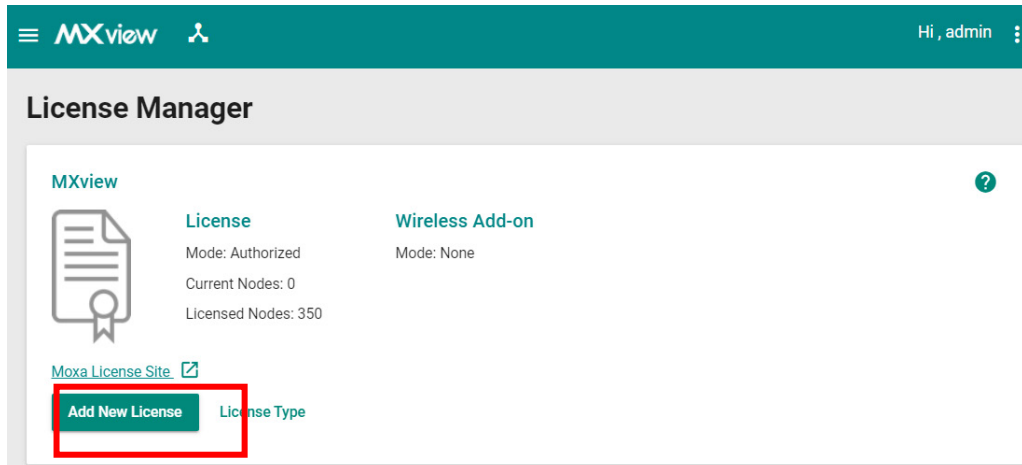 MXview
Hi , admin
License Manager
MXview
License
Mode: Authorized
Current Nodes: 0
Licensed Nodes: 350
Wireless Add-on
Mode: None
Moxa License Site
Add New License
License Type